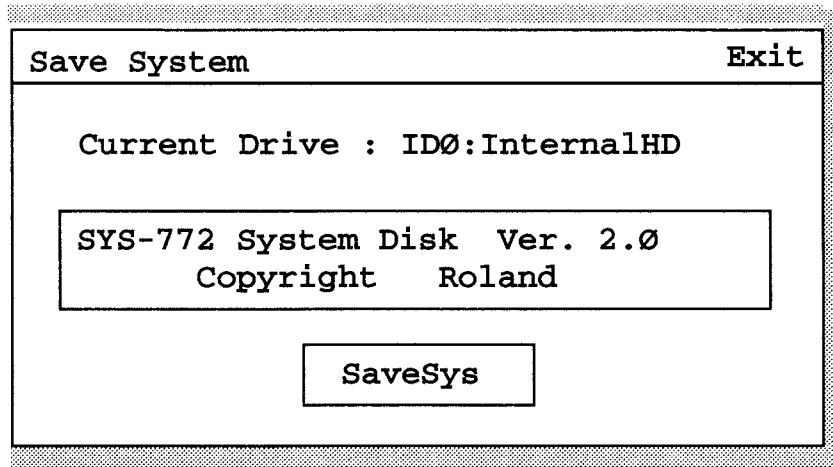 Save System Exit
Current Drive : IDØ:InternalHD
SYS-772 System Disk Ver. 2.Ø
Copyright Roland
SaveSys